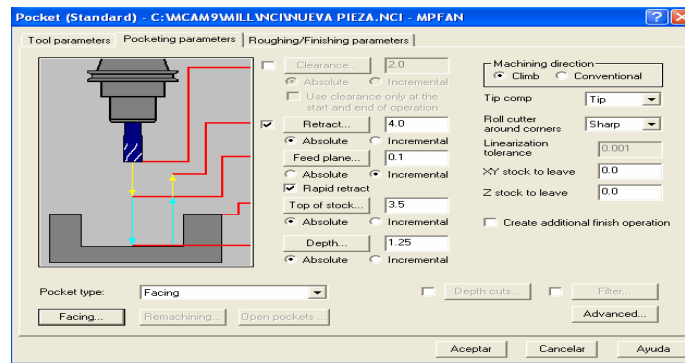 Pocket (Standard) - C:\MCAM9\MILL\NCI\NUEVA PIEZA.NCI - MPFAN
Tool parameters Pocketing parameters Roughing/Finishing parameters
Clearance... 2.0
Absolute Incremental
Use clearance only at the
start and end of operation
Retract... 4.0
Absolute Incremental
Feed plane... 0.1
Absolute Incremental
Rapid retract
Top of stock... 3.5
Absolute Incremental
Depth... 1.25
Absolute Incremental
Machining direction
Climb Conventional
Tip comp Tip
Roll cutter
around corners Sharp
Linearization
tolerance 0.001
XY stock to leave 0.0
Z stock to leave 0.0
Create additional finish operation
Pocket type: Facing
Depth cuts... Filter...
Facing... Remachining... Open pockets ... Advanced...
Aceptar Cancelar Ayuda